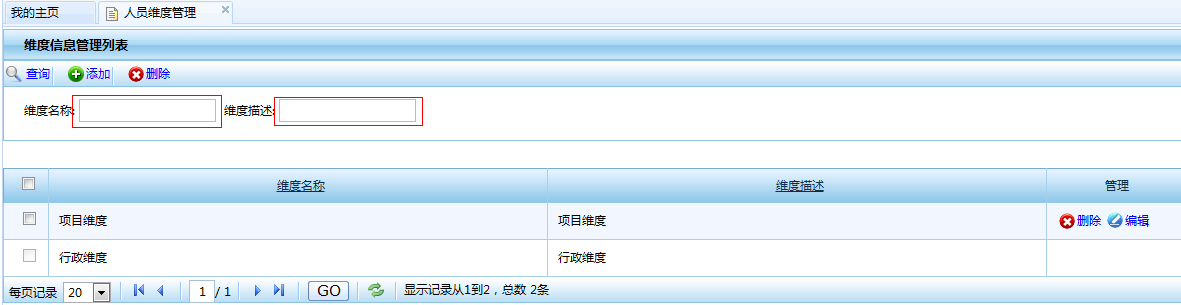 我的主页 人员维度管理
维度信息管理列表
查询 添加 删除
维度名称: 维度描述:
维度名称 维度描述 管理
项目维度 项目维度 删除 编辑
行政维度 行政维度
每页记录 20 1 / 1 GO 显示记录从1到2，总数 2条